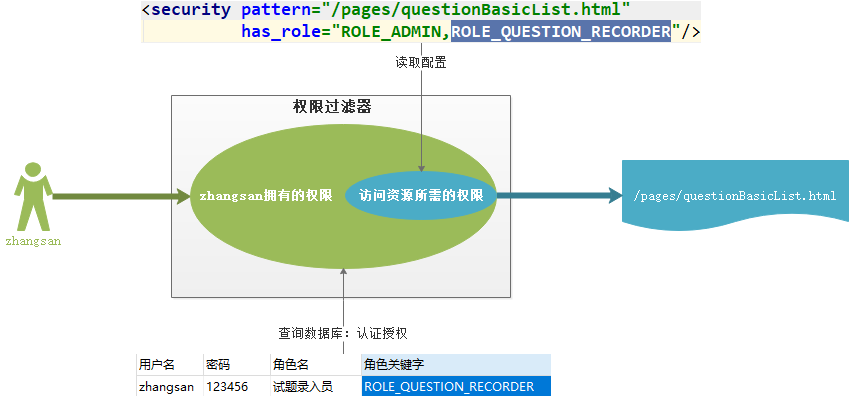 <security pattern="/pages/questionBasicList.html"
has_role="ROLE_ADMIN,ROLE_QUESTION_RECORDER"/>
读取配置
权限过滤器
zhangsan拥有的权限
访问资源所需的权限
/pages/questionBasicList.html
zhangsan
查询数据库：认证授权
用户名 密码 角色名 角色关键字
zhangsan 123456 试题录入员 ROLE_QUESTION_RECORDER